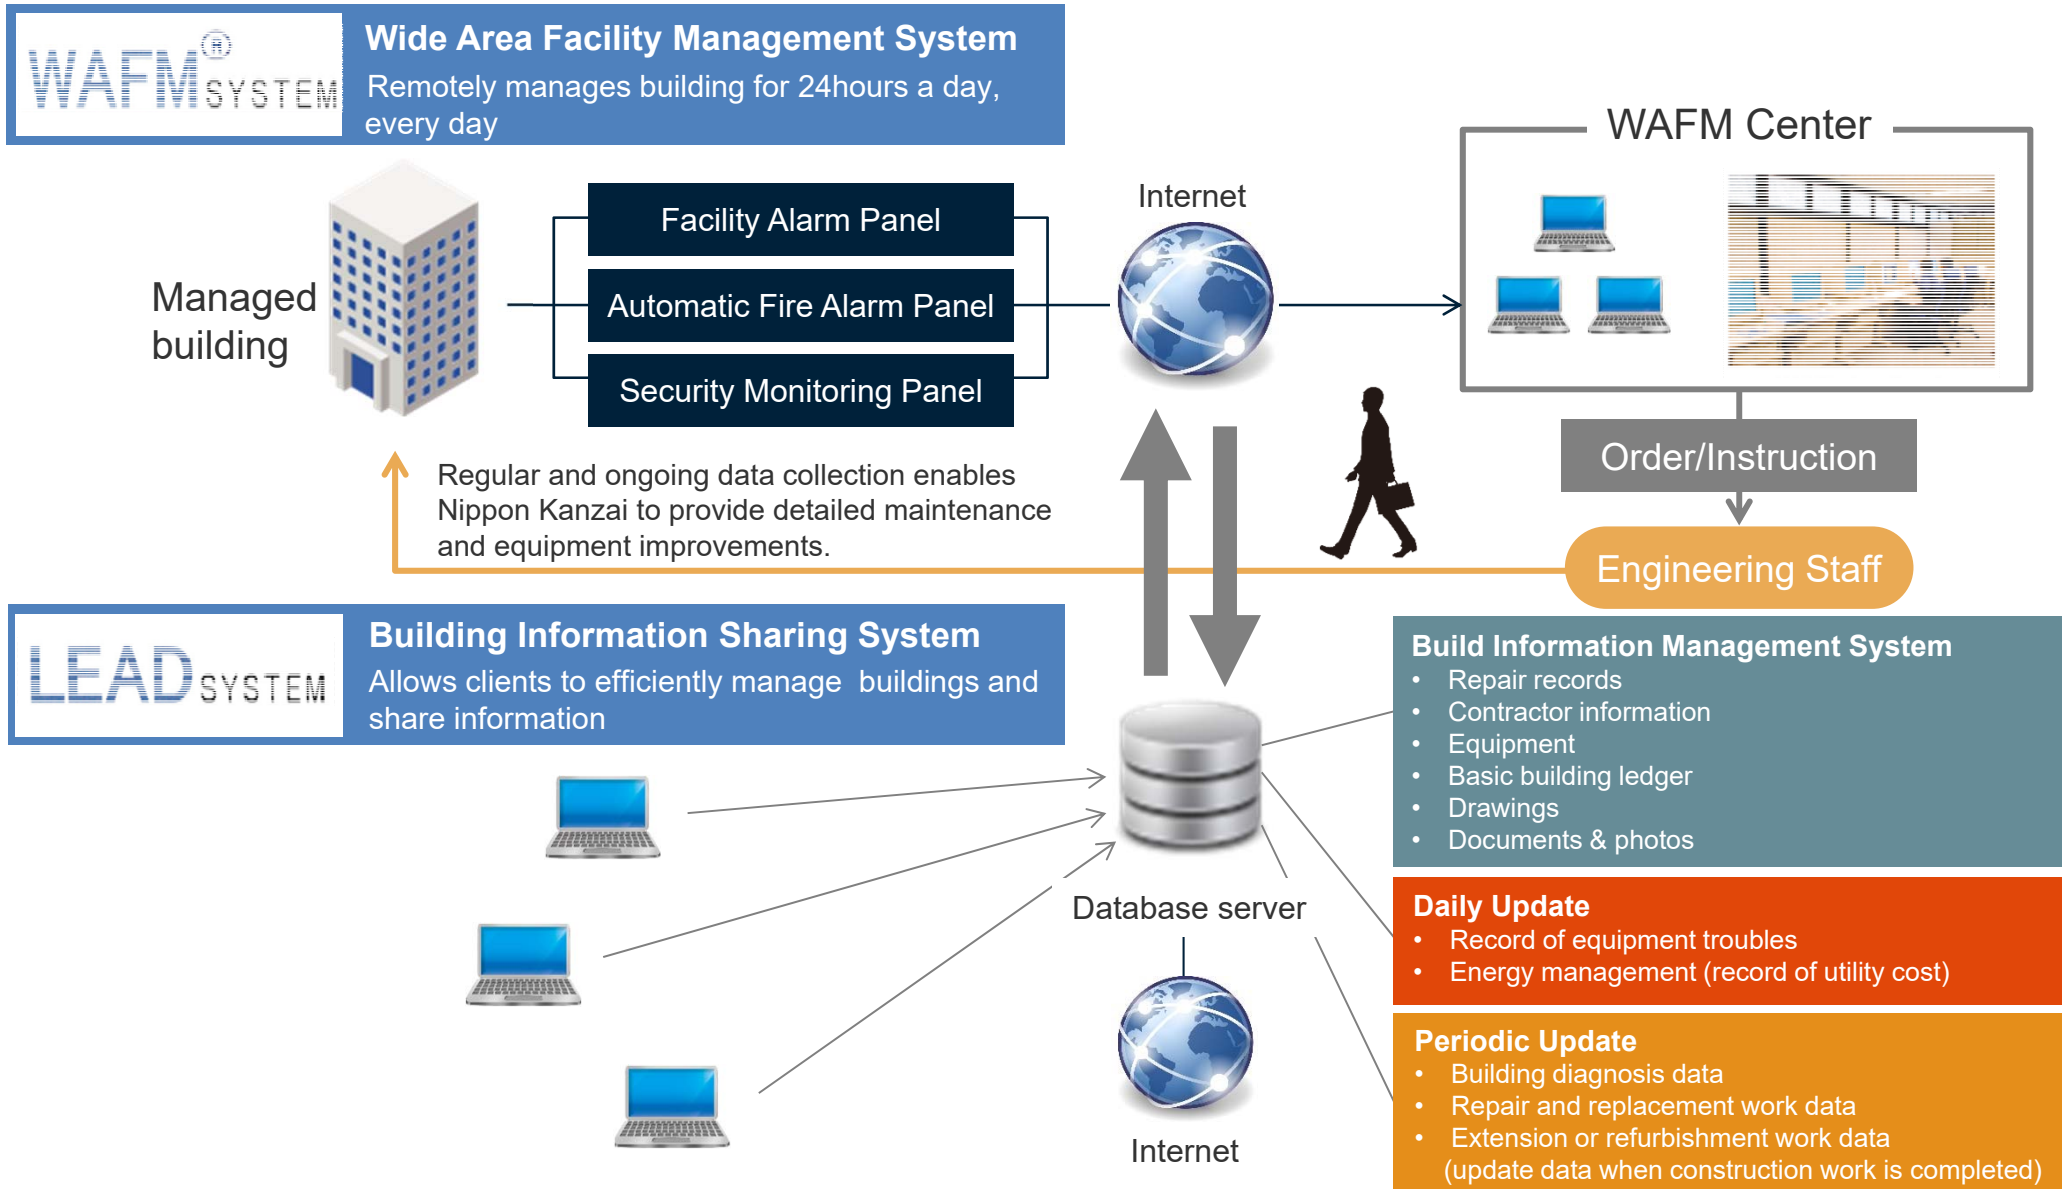 WAFM® SYSTEM
Wide Area Facility Management System
Remotely manages building for 24hours a day,
every day
WAFM Center
Internet
Facility Alarm Panel
Automatic Fire Alarm Panel
Security Monitoring Panel
Managed
building
Order/Instruction
Regular and ongoing data collection enables
Nippon Kanzai to provide detailed maintenance
and equipment improvements.
Engineering Staff
LEAD SYSTEM
Building Information Sharing System
Allows clients to efficiently manage  buildings and
share information
Build Information Management System
• Repair records
• Contractor information
• Equipment
• Basic building ledger
• Drawings
• Documents & photos
Database server
Daily Update
• Record of equipment troubles
• Energy management (record of utility cost)
Internet
Periodic Update
• Building diagnosis data
• Repair and replacement work data
• Extension or refurbishment work data
(update data when construction work is completed)